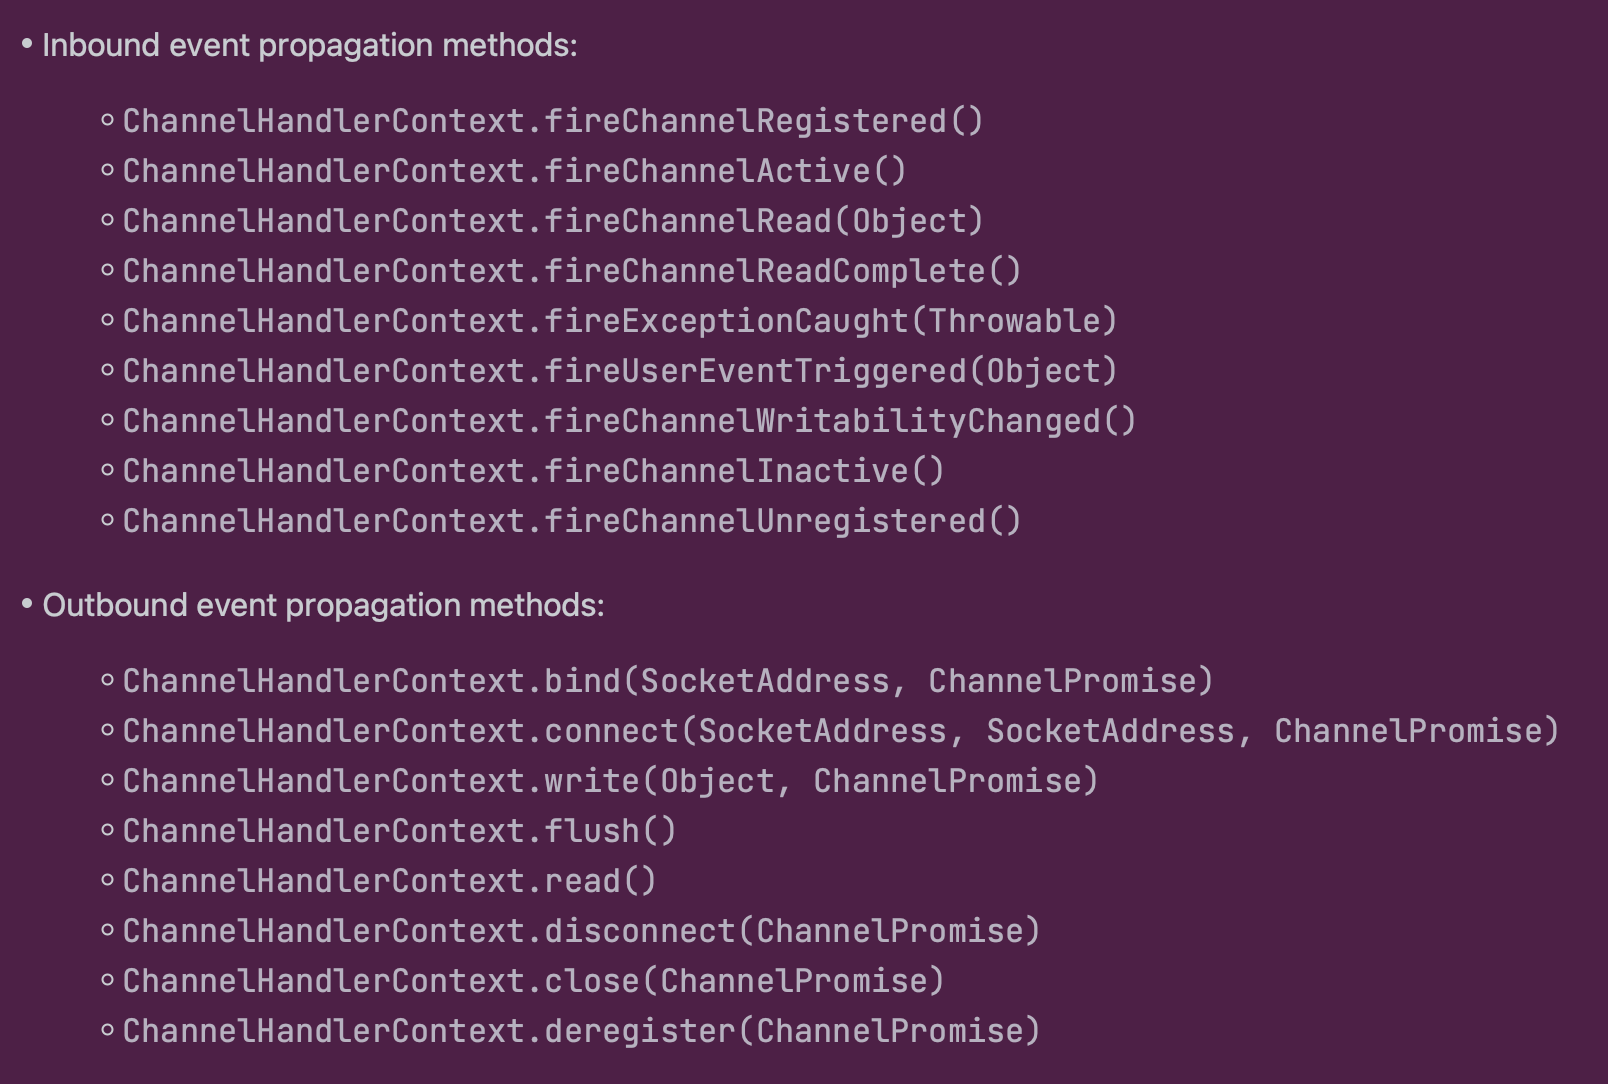 • Inbound event propagation methods:
◦ ChannelHandlerContext.fireChannelRegistered()
◦ ChannelHandlerContext.fireChannelActive()
◦ ChannelHandlerContext.fireChannelRead(Object)
◦ ChannelHandlerContext.fireChannelReadComplete()
◦ ChannelHandlerContext.fireExceptionCaught(Throwable)
◦ ChannelHandlerContext.fireUserEventTriggered(Object)
◦ ChannelHandlerContext.fireChannelWritabilityChanged()
◦ ChannelHandlerContext.fireChannelInactive()
◦ ChannelHandlerContext.fireChannelUnregistered()
• Outbound event propagation methods:
◦ ChannelHandlerContext.bind(SocketAddress, ChannelPromise)
◦ ChannelHandlerContext.connect(SocketAddress, SocketAddress, ChannelPromise)
◦ ChannelHandlerContext.write(Object, ChannelPromise)
◦ ChannelHandlerContext.flush()
◦ ChannelHandlerContext.read()
◦ ChannelHandlerContext.disconnect(ChannelPromise)
◦ ChannelHandlerContext.close(ChannelPromise)
◦ ChannelHandlerContext.deregister(ChannelPromise)